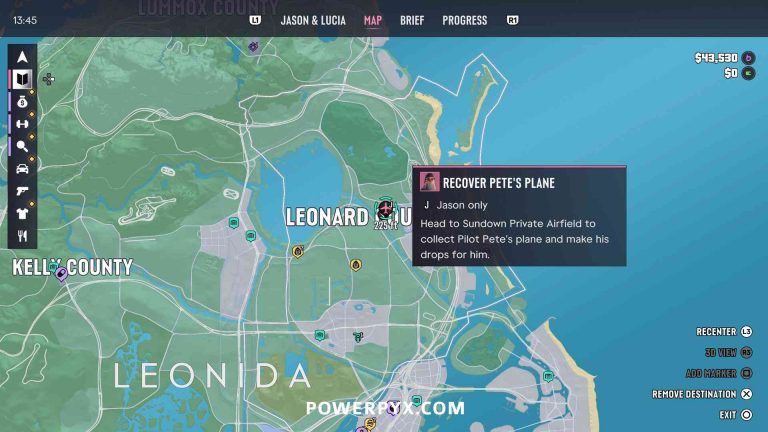 LUMMOX COUNTY
13:45
L1 JASON & LUCIA MAP BRIEF PROGRESS R1
$43,530
$0
RECOVER PETE'S PLANE
J Jason only
Head to Sundown Private Airfield to
collect Pilot Pete's plane and make his
drops for him.
LEONARD
KELLY COUNTY
LEONIDA
RECENTER L3
3D VIEW R3
ADD MARKER
REMOVE DESTINATION
EXIT
POWERPYX.COM